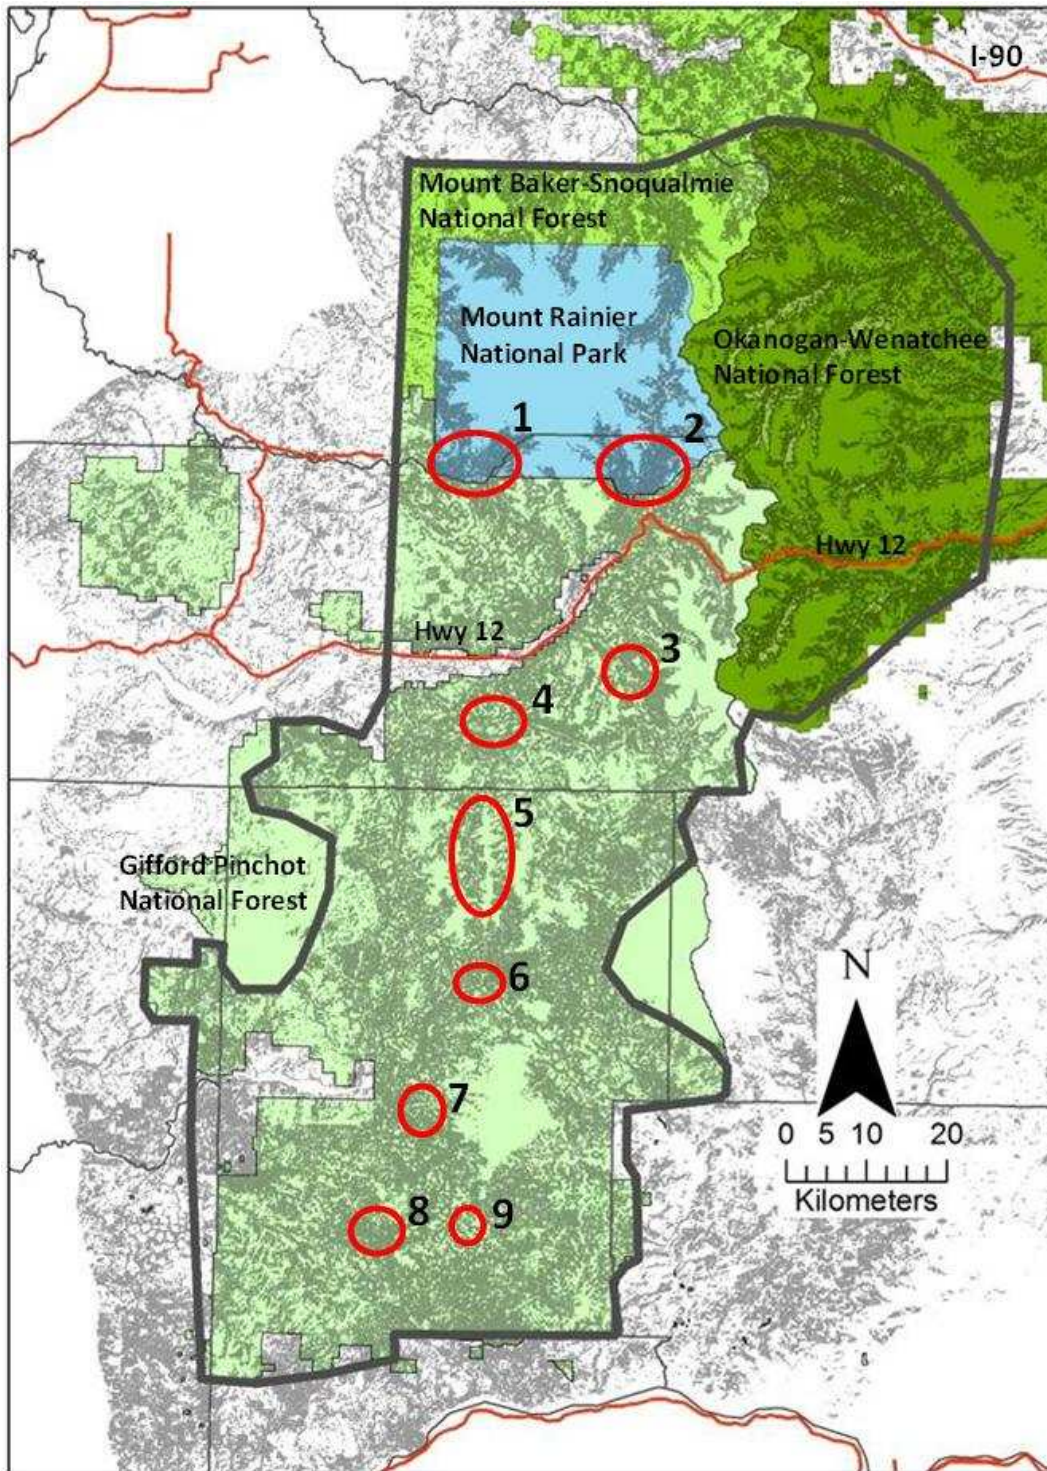 I-90
Mount Baker-Snoqualmie
National Forest
Mount Rainier
National Park
Okanogan-Wenatchee
National Forest
1
2
Hwy 12
Hwy 12
3
4
5
Gifford Pinchot
National Forest
6
N
7
0 5 10 20
Kilometers
8
9